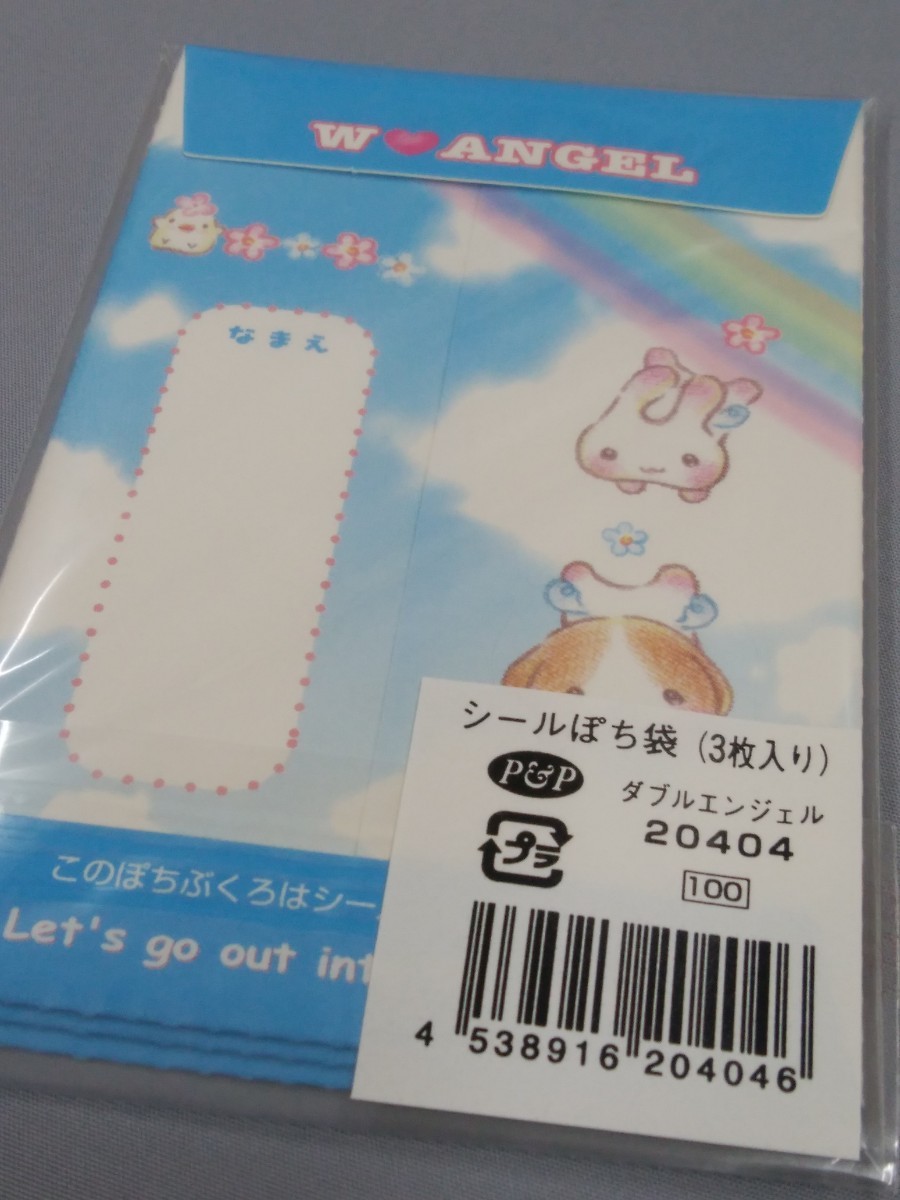 W ANGEL
なまえ
このぽちぶくろはシー
Let's go out int
シールぽち袋 (3枚入り)
P&P
ダブルエンジェル
プラ
20404
100
4 538916 204046